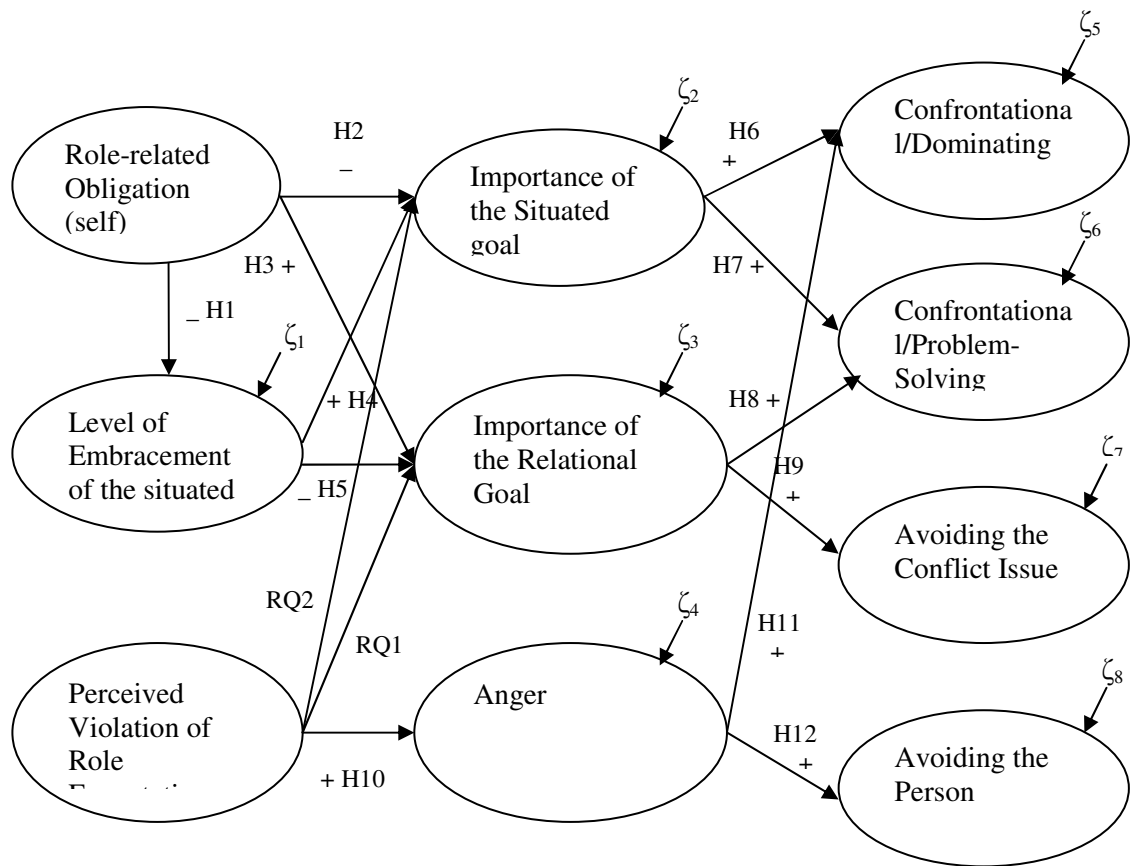 ζ5
ζ2
H2
–
H6
+
Confrontationa
l/Dominating
Role-related
Obligation
(self)
Importance of
the Situated
goal
ζ6
H3 +
H7 +
_ H1
ζ1
ζ3
Confrontationa
l/Problem-
Solving
+ H4
H8 +
Level of
Embracement
of the situated
Importance of
the Relational
Goal
_ H5
H9
+
ζ7
Avoiding the
Conflict Issue
RQ2
RQ1
ζ4
H11
+
Perceived
Violation of
Role
Anger
ζ8
+ H10
H12
+
Avoiding the
Person